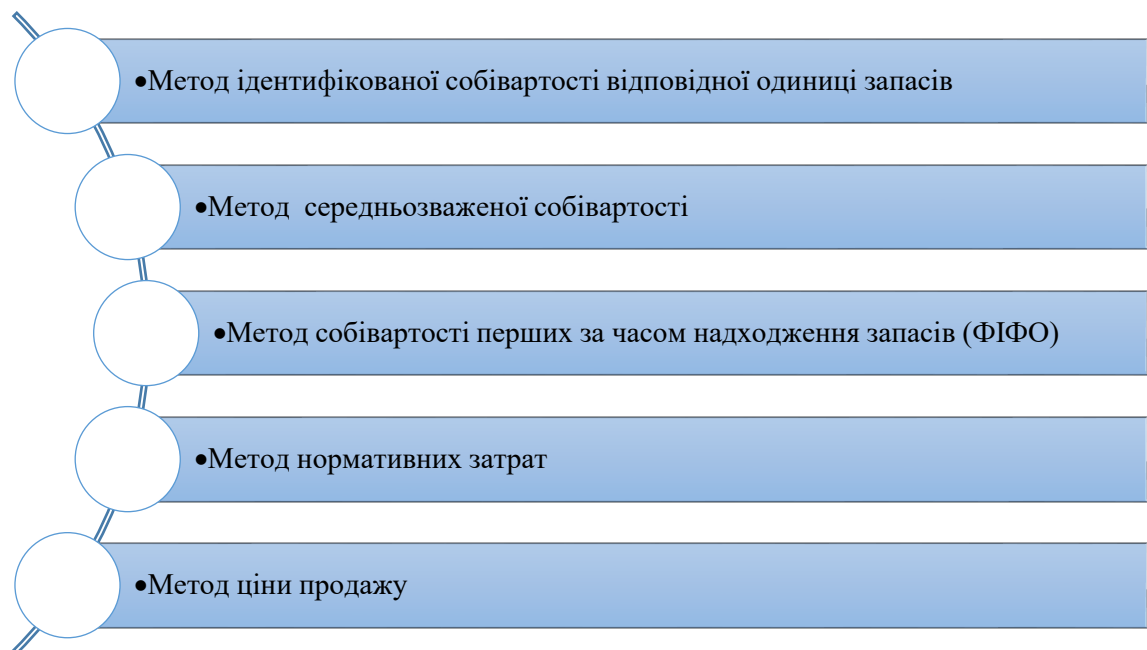 •Метод ідентифікованої собівартості відповідної одиниці запасів
•Метод середньозваженої собівартості
•Метод собівартості перших за часом надходження запасів (ФІФО)
•Метод нормативних затрат
•Метод ціни продажу